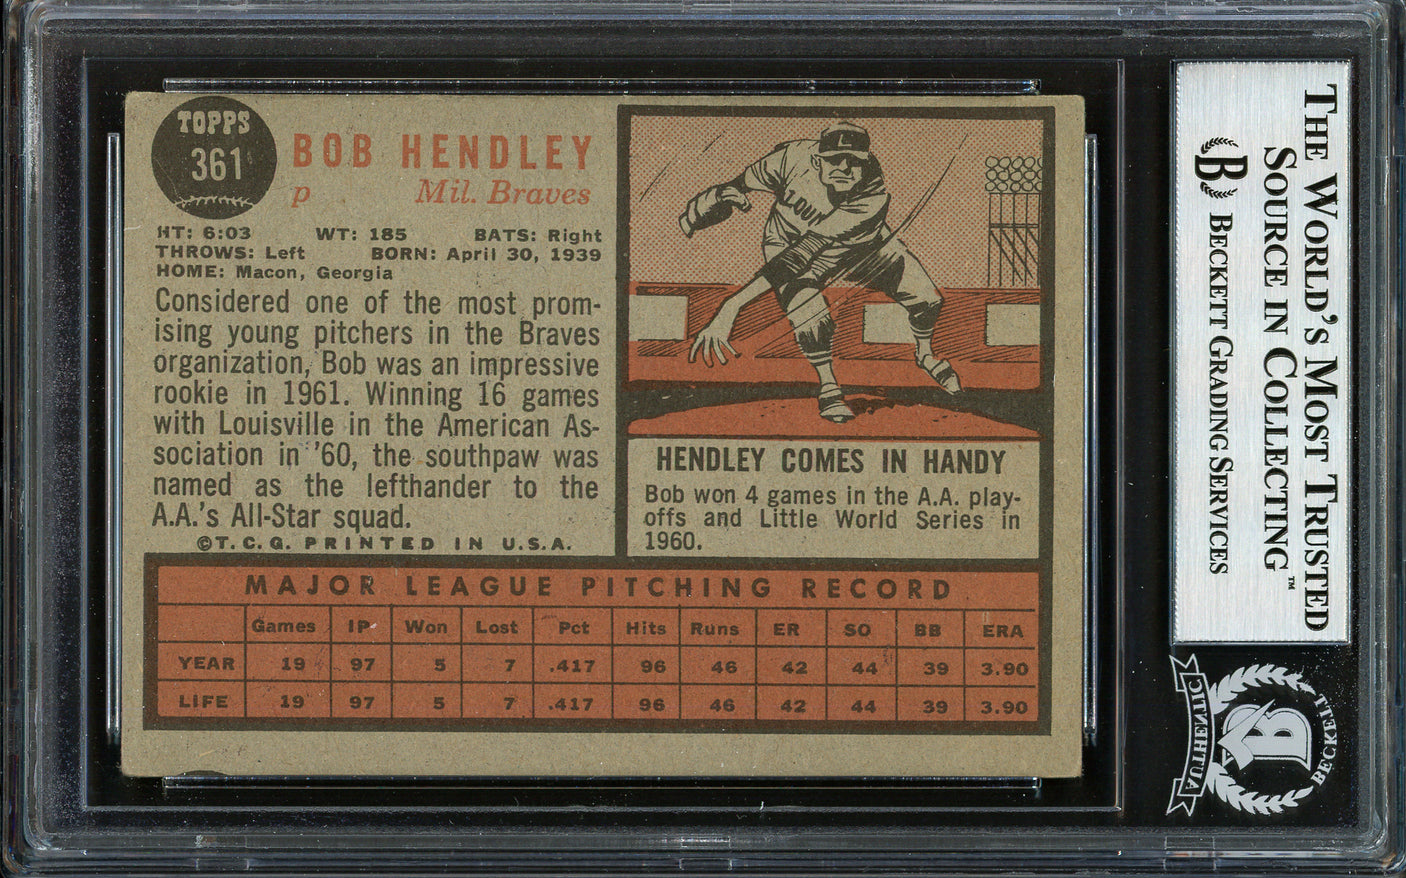 TOPPS
361
BOB HENDLEY
p Mil. Braves
HT: 6:03 WT: 185 BATS: Right
THROWS: Left BORN: April 30, 1939
HOME: Macon, Georgia
Considered one of the most prom-
ising young pitchers in the Braves
organization, Bob was an impressive
rookie in 1961. Winning 16 games
with Louisville in the American As-
sociation in '60, the southpaw was
named as the lefthander to the
A.A.'s All-Star squad.
©T.C.G. PRINTED IN U.S.A.
L
LOUI
HENDLEY COMES IN HANDY
Bob won 4 games in the A.A. play-
offs and Little World Series in
1960.
MAJOR LEAGUE PITCHING RECORD
Games IP Won Lost Pct Hits Runs ER SO BB ERA
YEAR 19 97 5 7 .417 96 46 42 44 39 3.90
LIFE 19 97 5 7 .417 96 46 42 44 39 3.90
THE WORLD'S MOST TRUSTED
SOURCE IN COLLECTING™
B BECKETT GRADING SERVICES
AUTHENTIC
B
BECKETT